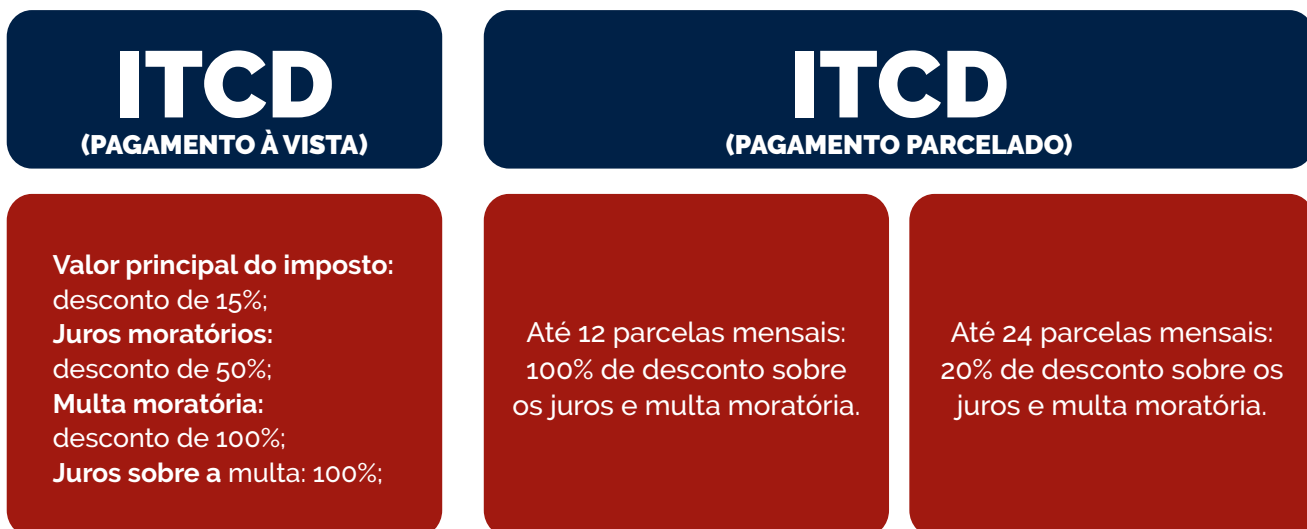 ITCD
(PAGAMENTO À VISTA)
ITCD
(PAGAMENTO PARCELADO)
Valor principal do imposto:
desconto de 15%;
Juros moratórios:
desconto de 50%;
Multa moratória:
desconto de 100%;
Juros sobre a multa: 100%;
Até 12 parcelas mensais:
100% de desconto sobre
os juros e multa moratória.
Até 24 parcelas mensais:
20% de desconto sobre os
juros e multa moratória.